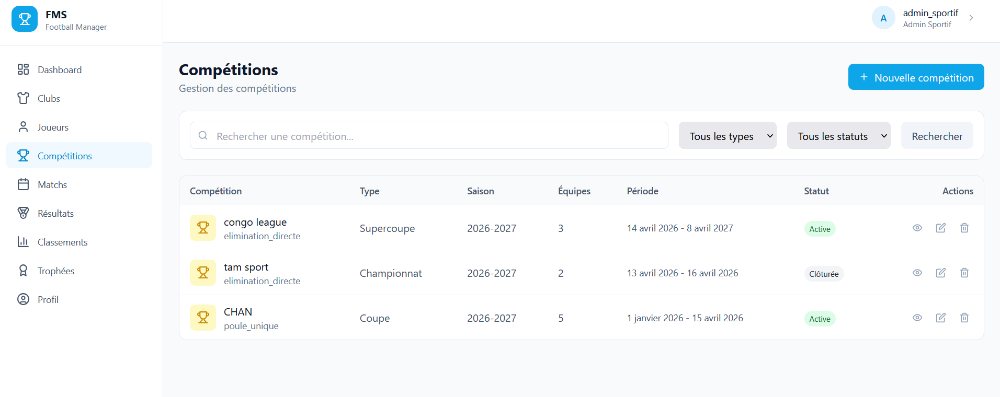 FMS
Football Manager
A
admin_sportif
Admin Sportif
Dashboard
Clubs
Joueurs
Compétitions
Matchs
Résultats
Classements
Trophées
Profil
Compétitions
Gestion des compétitions
+ Nouvelle compétition
Rechercher une compétition...
Tous les types
Tous les statuts
Rechercher
Compétition Type Saison Équipes Période Statut Actions
congo league
elimination_directe
Supercoupe 2026-2027 3 14 avril 2026 - 8 avril 2027 Active
tam sport
elimination_directe
Championnat 2026-2027 2 13 avril 2026 - 16 avril 2026 Clôturée
CHAN
poule_unique
Coupe 2026-2027 5 1 janvier 2026 - 15 avril 2026 Active